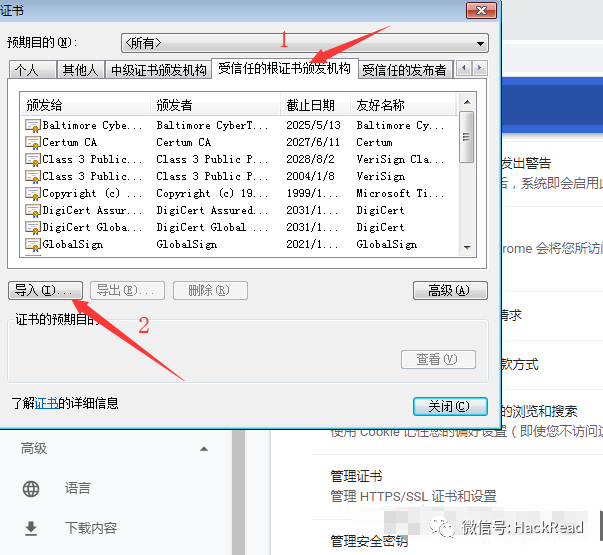 证书
预期目的(N):
<所有>
1
个人
其他人
中级证书颁发机构
受信任的根证书颁发机构
受信任的发布者
颁发给 颁发者 截止日期 友好名称
Baltimore Cybe... Baltimore CyberT... 2025/5/13 Baltimore Cy...
Certum CA Certum CA 2027/6/11 Certum
Class 3 Public... Class 3 Public P... 2028/8/2 VeriSign Cla...
Class 3 Public... Class 3 Public P... 2004/1/8 VeriSign
Copyright (c) ... Copyright (c) 19... 1999/1... Microsoft Ti...
DigiCert Assur... DigiCert Assured... 2031/1... DigiCert
DigiCert Globa... DigiCert Global ... 2031/1... DigiCert
GlobalSign GlobalSign 2021/1... GlobalSign
导入(I)...
导出(E)...
删除(R)
高级(A)
2
证书的预期目的
查看(V)
了解证书的详细信息
关闭(C)
发出警告
后，系统即会启用此
rome 会将您所访
请求
款方式
的浏览和搜索
使用 Cookie 记住您的偏好设置（即使您不访问这
高级
语言
下载内容
管理证书
管理 HTTPS/SSL 证书和设置
管理安全密钥
微信号: HackRead